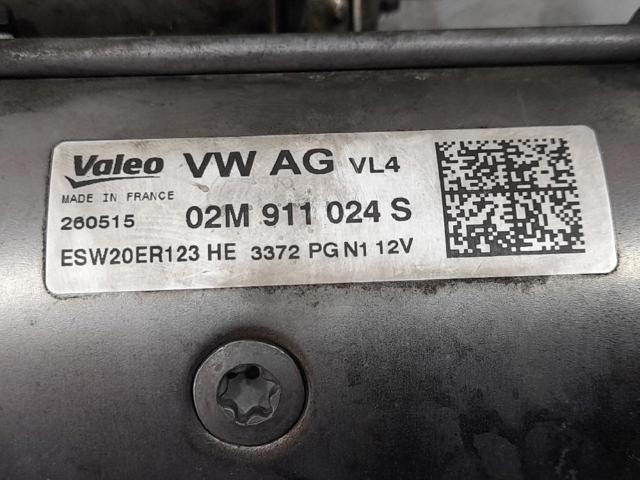 Valeo VW AG VL4
MADE IN FRANCE
260515 02M 911 024 S
ESW20ER123 HE 3372 PG N1 12V